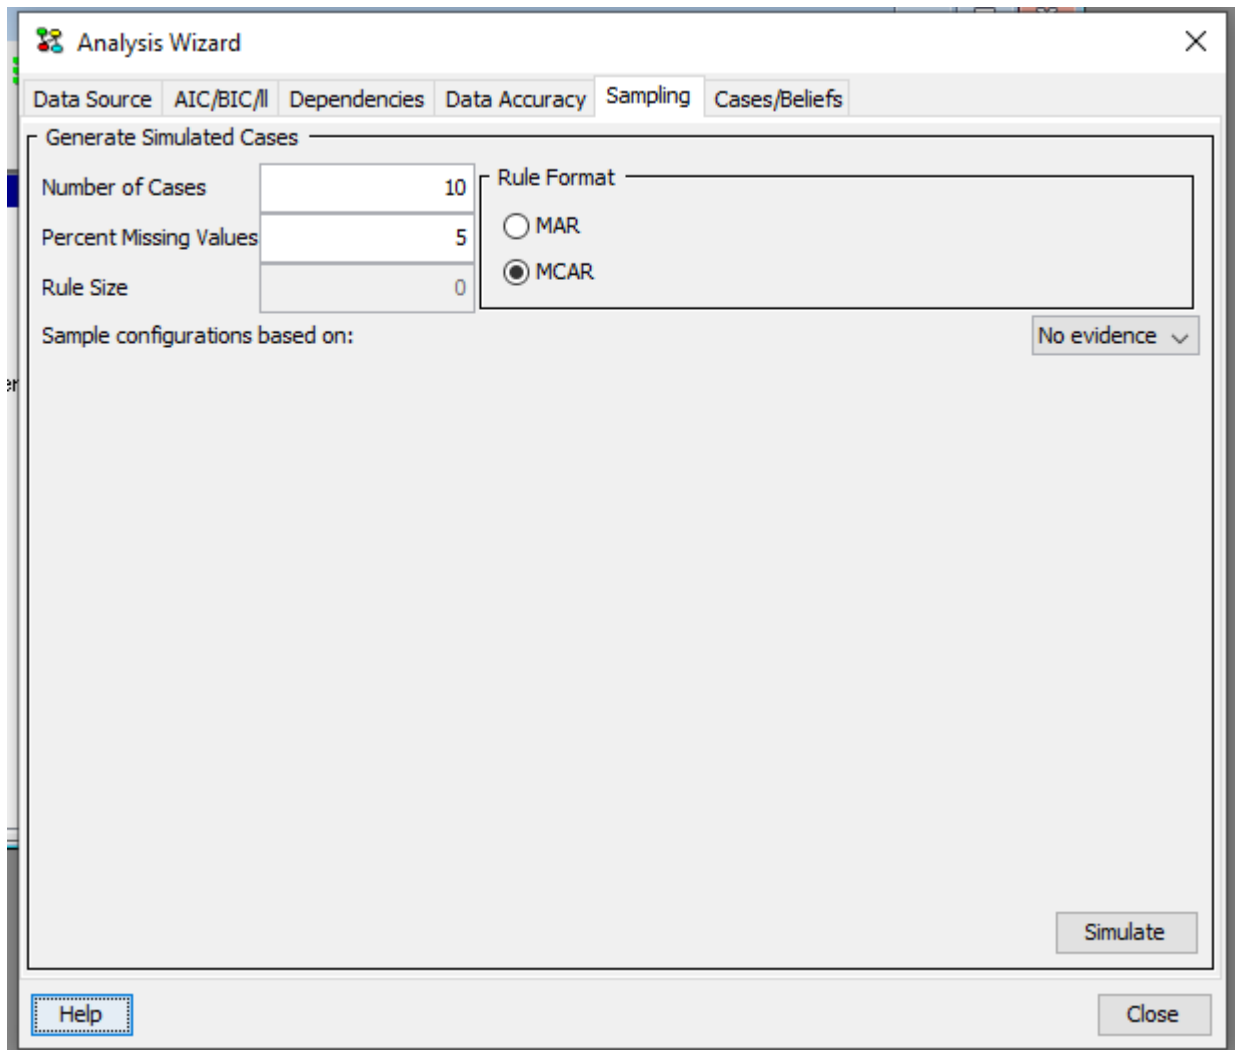 Analysis Wizard
Data Source AIC/BIC/ll Dependencies Data Accuracy Sampling Cases/Beliefs
Generate Simulated Cases
Number of Cases 10
Rule Format
Percent Missing Values 5
MAR
MCAR
Rule Size 0
Sample configurations based on: No evidence
Simulate
Help Close